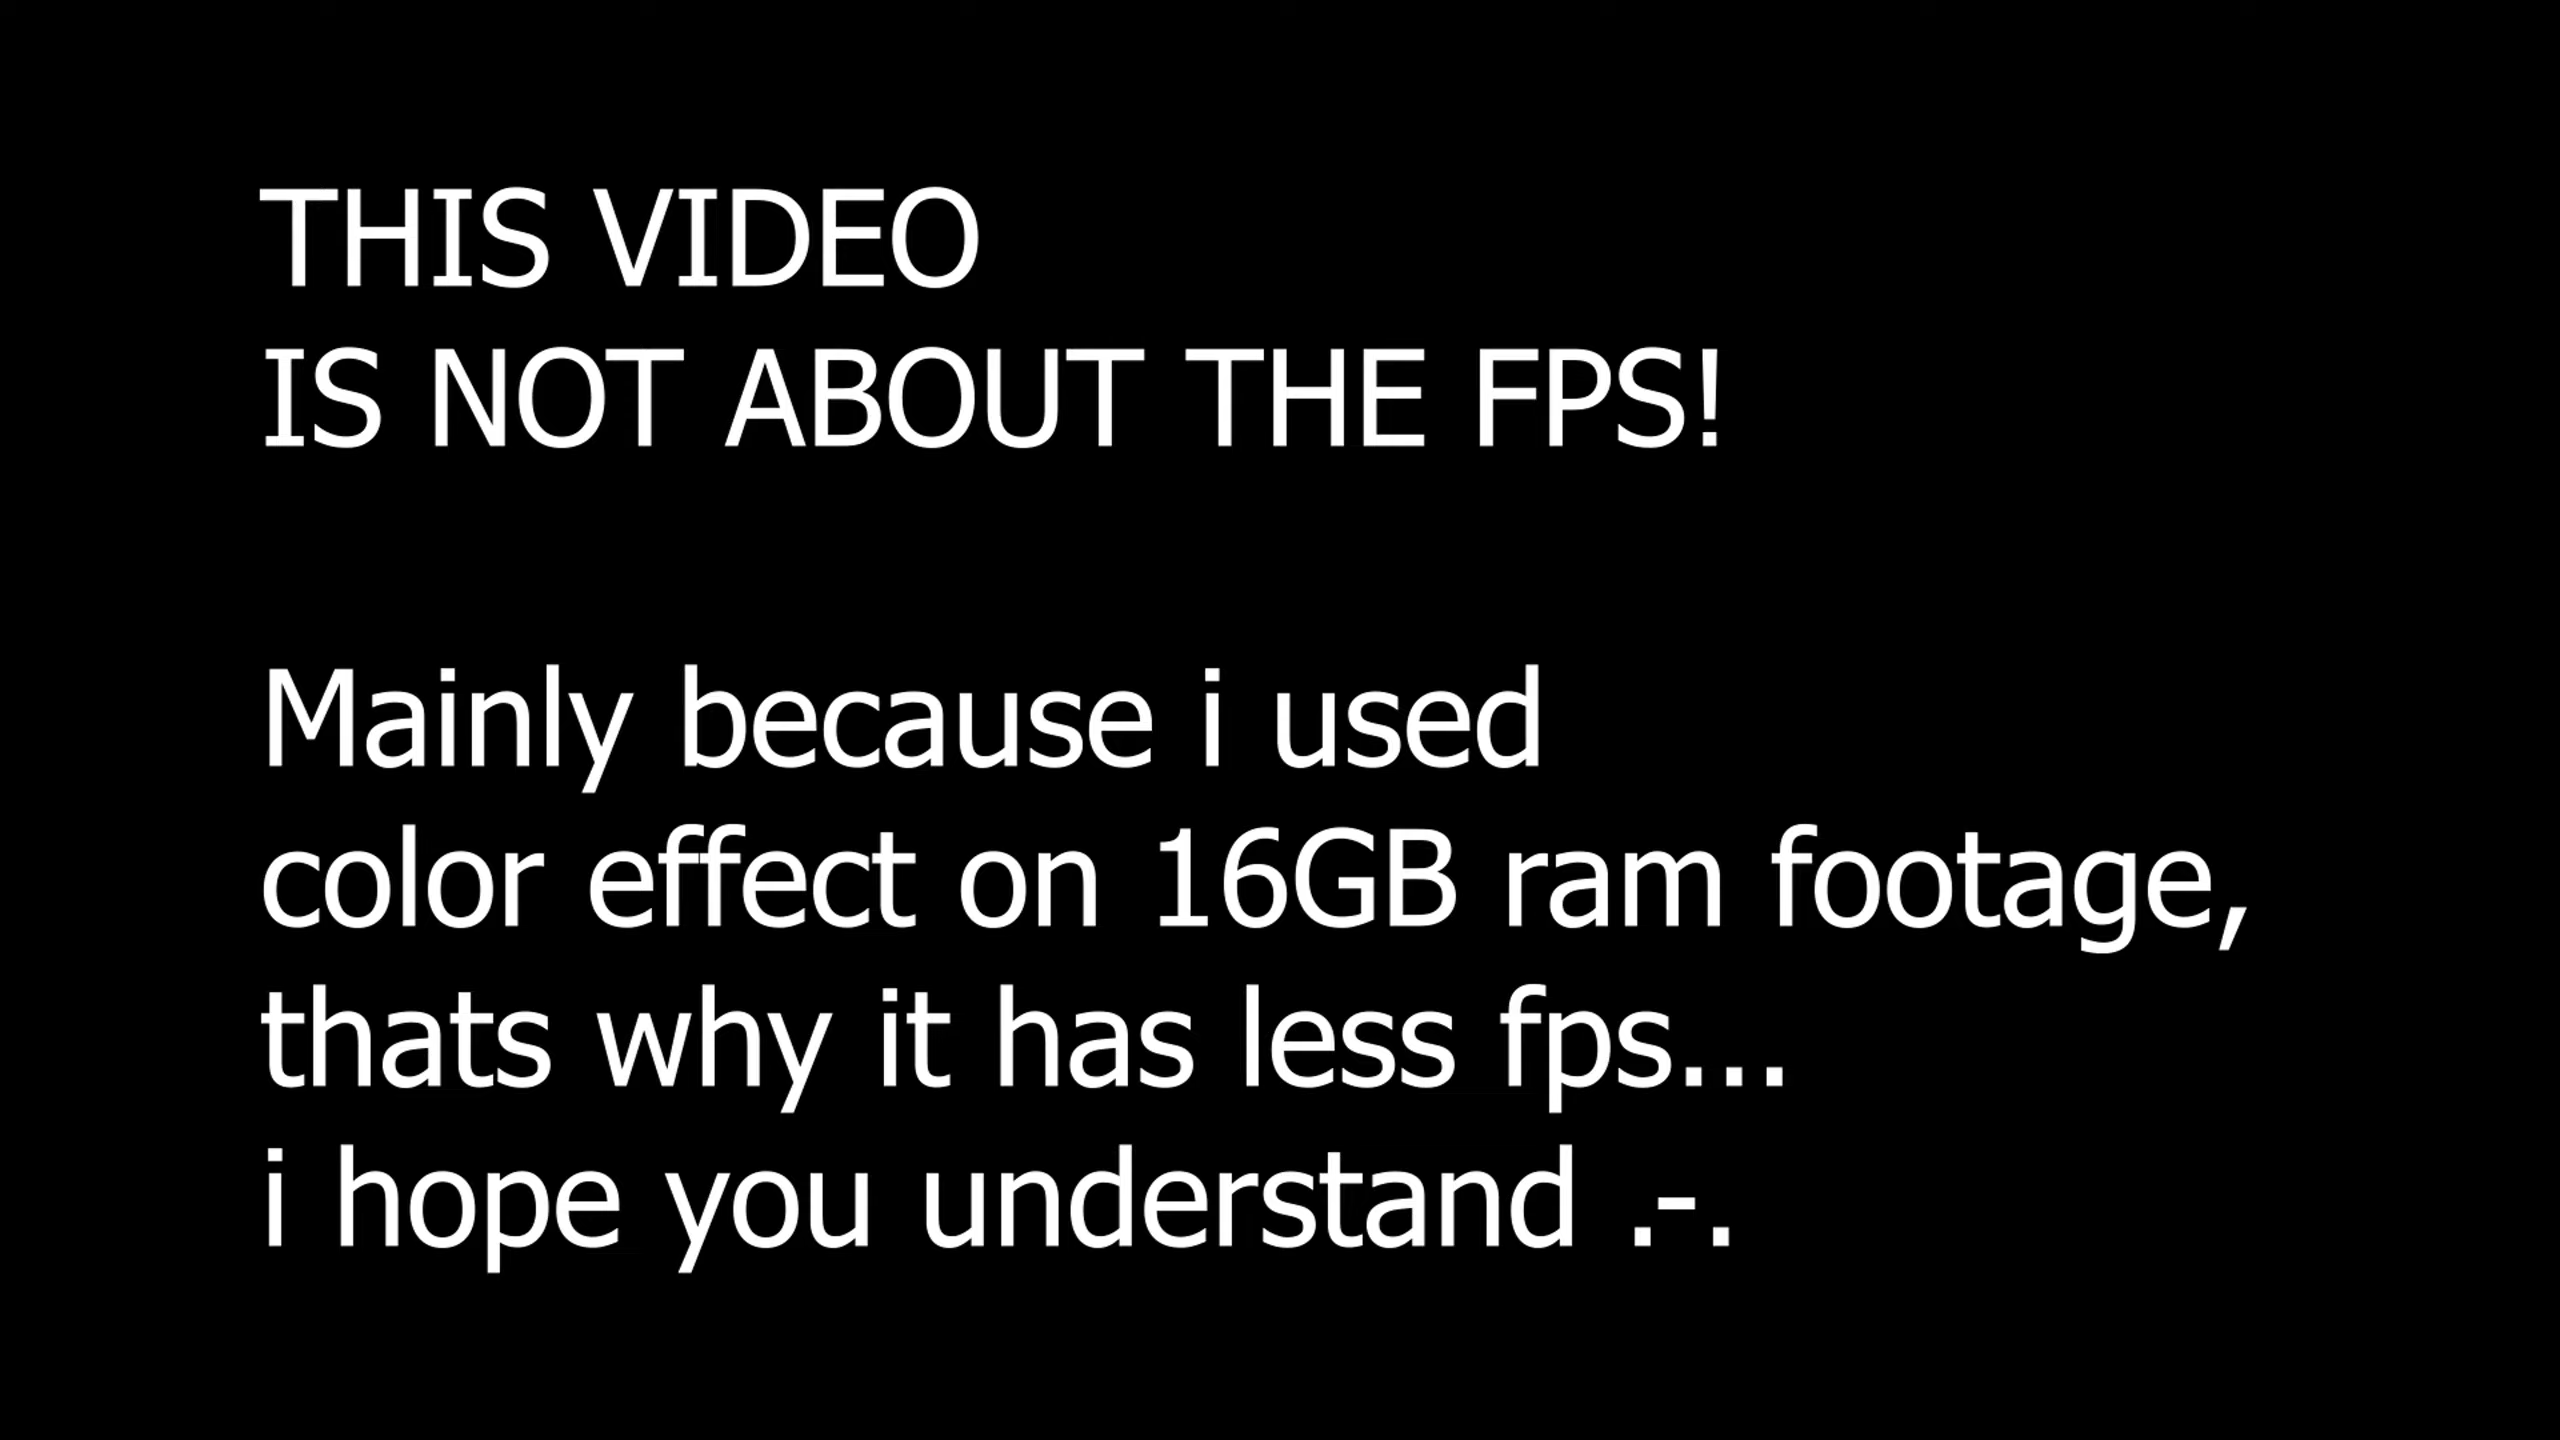 THIS VIDEO
IS NOT ABOUT THE FPS!
Mainly because i used
color effect on 16GB ram footage,
thats why it has less fps...
i hope you understand .-.